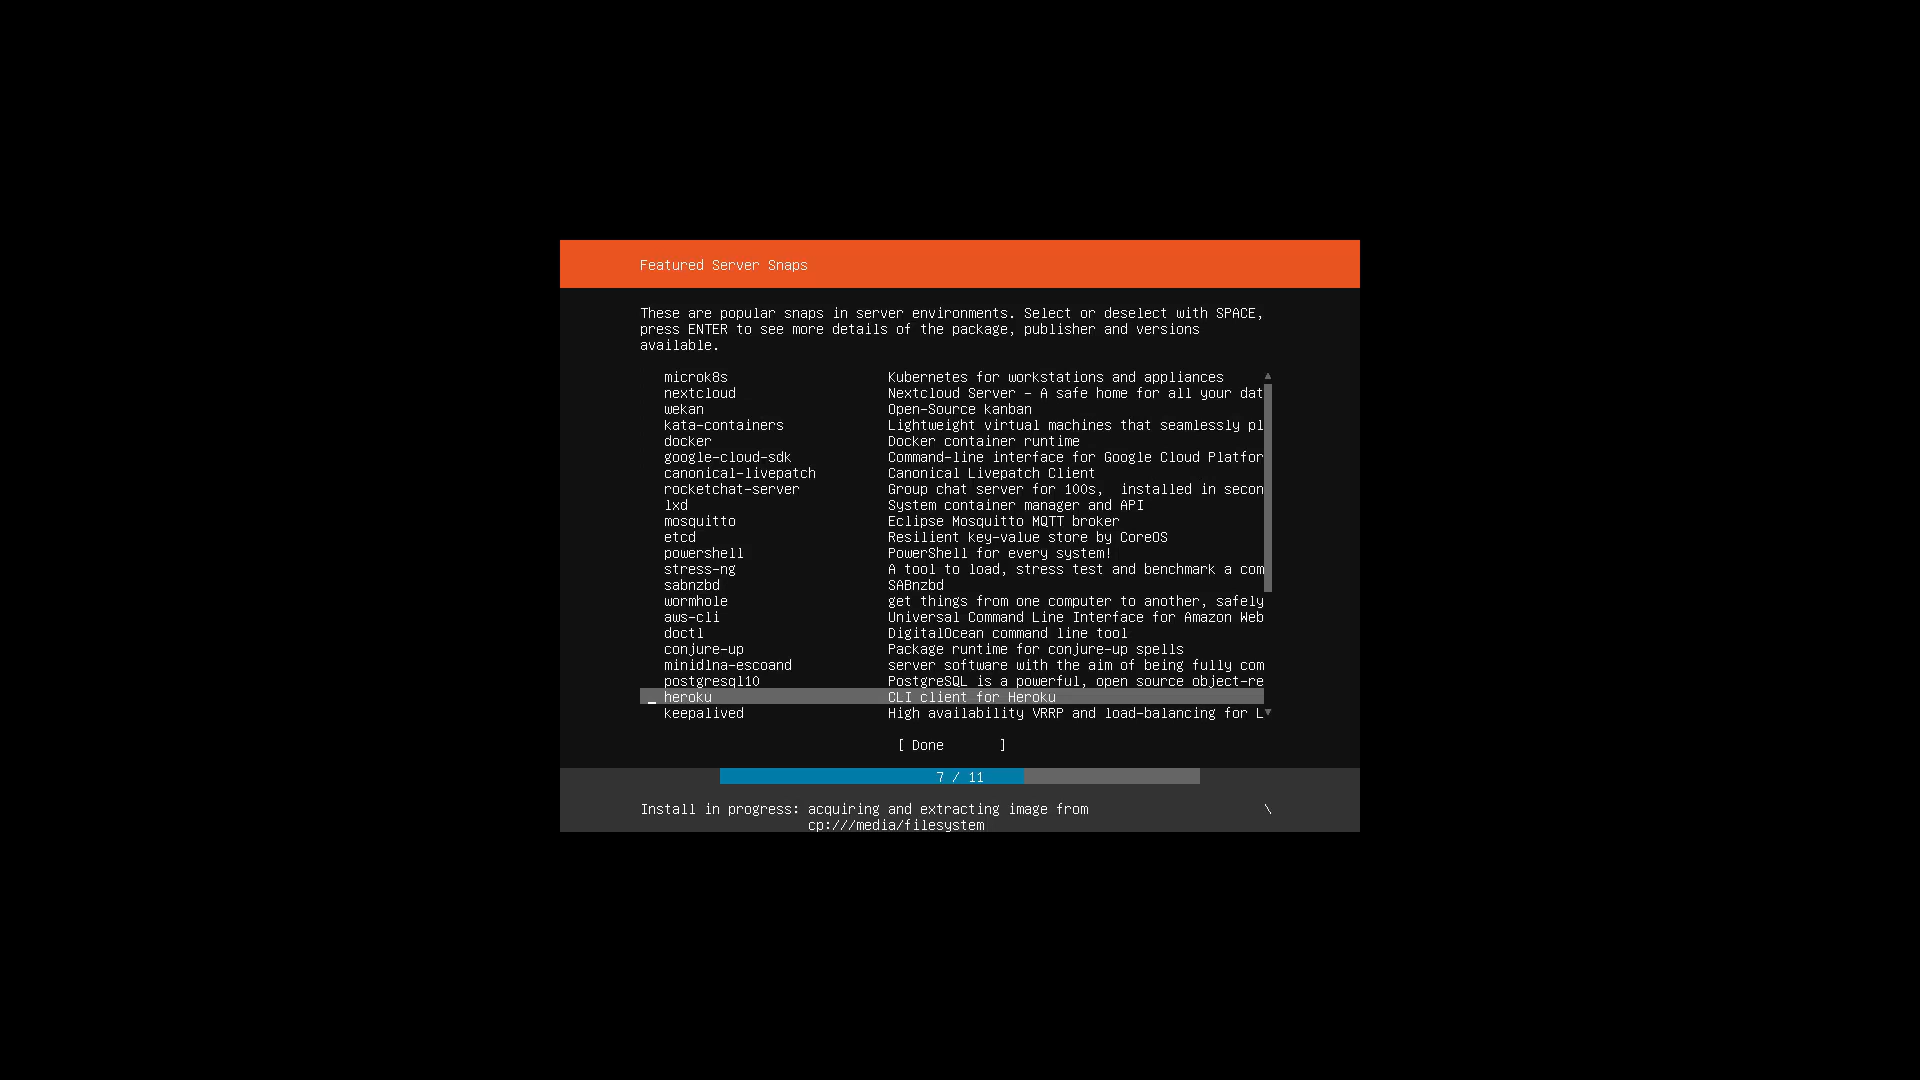 Featured Server Snaps
These are popular snaps in server environments. Select or deselect with SPACE,
press ENTER to see more details of the package, publisher and versions
available.
microk8s Kubernetes for workstations and appliances
nextcloud Nextcloud Server - A safe home for all your dat
wekan Open-Source kanban
kata-containers Lightweight virtual machines that seamlessly pl
docker Docker container runtime
google-cloud-sdk Command-line interface for Google Cloud Platfor
canonical-livepatch Canonical Livepatch Client
rocketchat-server Group chat server for 100s,  installed in secon
lxd System container manager and API
mosquitto Eclipse Mosquitto MQTT broker
etcd Resilient key-value store by CoreOS
powershell PowerShell for every system!
stress-ng A tool to load, stress test and benchmark a com
sabnzbd SABnzbd
wormhole get things from one computer to another, safely
aws-cli Universal Command Line Interface for Amazon Web
doctl DigitalOcean command line tool
conjure-up Package runtime for conjure-up spells
minidlna-escoand server software with the aim of being fully com
postgresql10 PostgreSQL is a powerful, open source object-re
heroku CLI client for Heroku
keepalived High availability VRRP and load-balancing for L
[ Done ]
7 / 11
Install in progress: acquiring and extracting image from \
cp:///media/filesystem